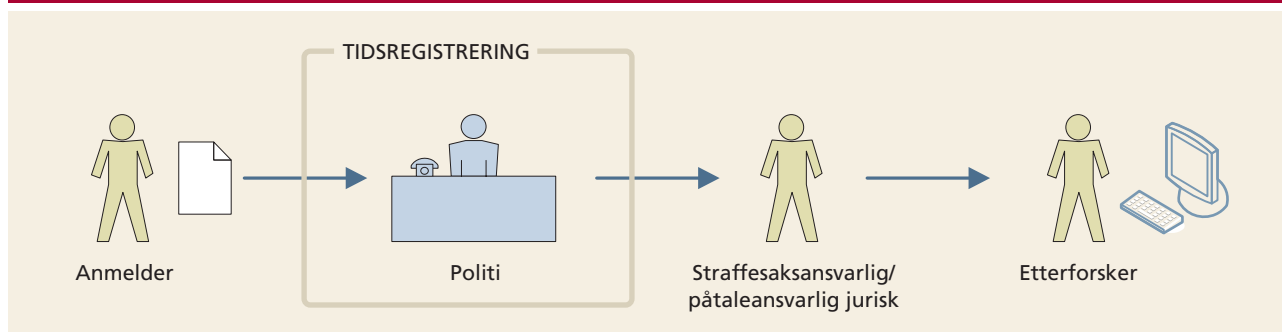 TIDSREGISTRERING
Anmelder
Politi
Straffesaksansvarlig/
påtaleansvarlig jurisk
Etterforsker